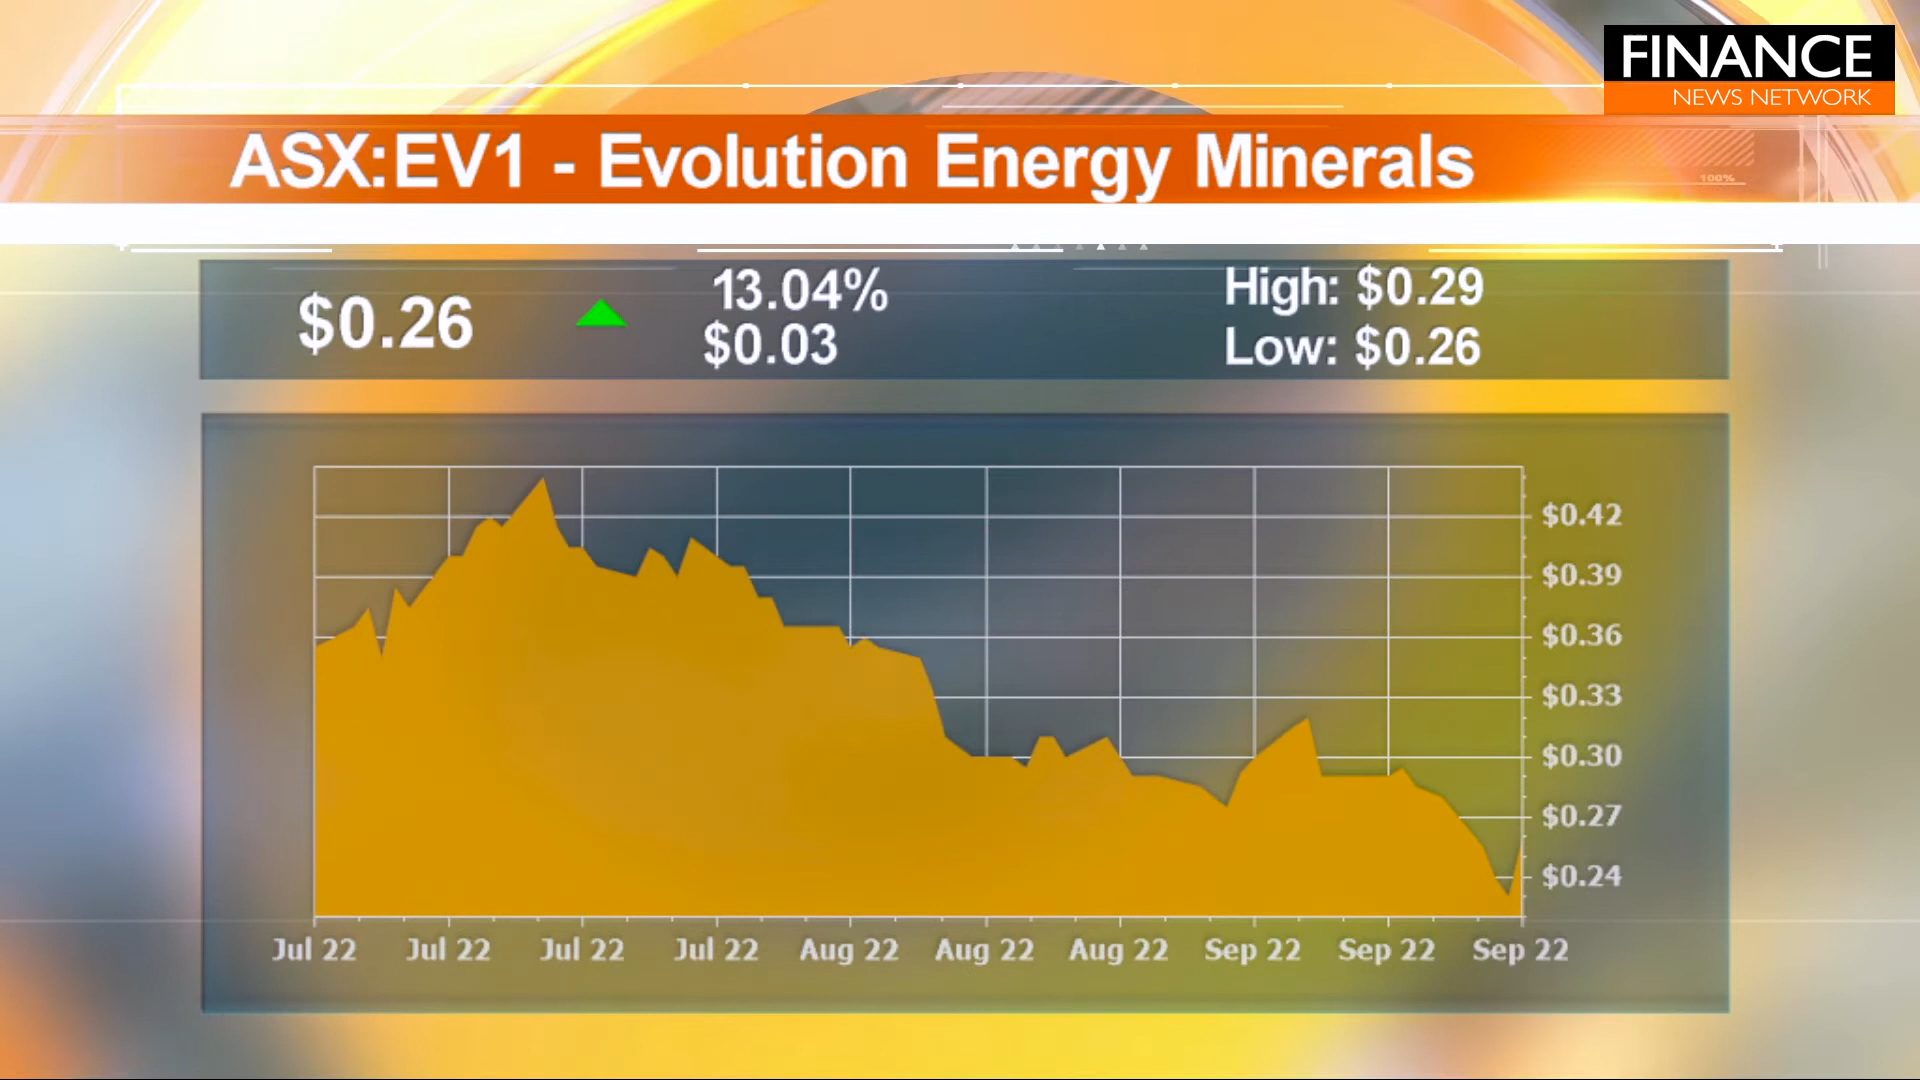 FINANCE
NEWS NETWORK
ASX:EV1 - Evolution Energy Minerals
100%
$0.26
13.04%
$0.03
High: $0.29
Low: $0.26
$0.42
$0.39
$0.36
$0.33
$0.30
$0.27
$0.24
Jul 22 Jul 22 Jul 22 Jul 22 Aug 22 Aug 22 Aug 22 Sep 22 Sep 22 Sep 22